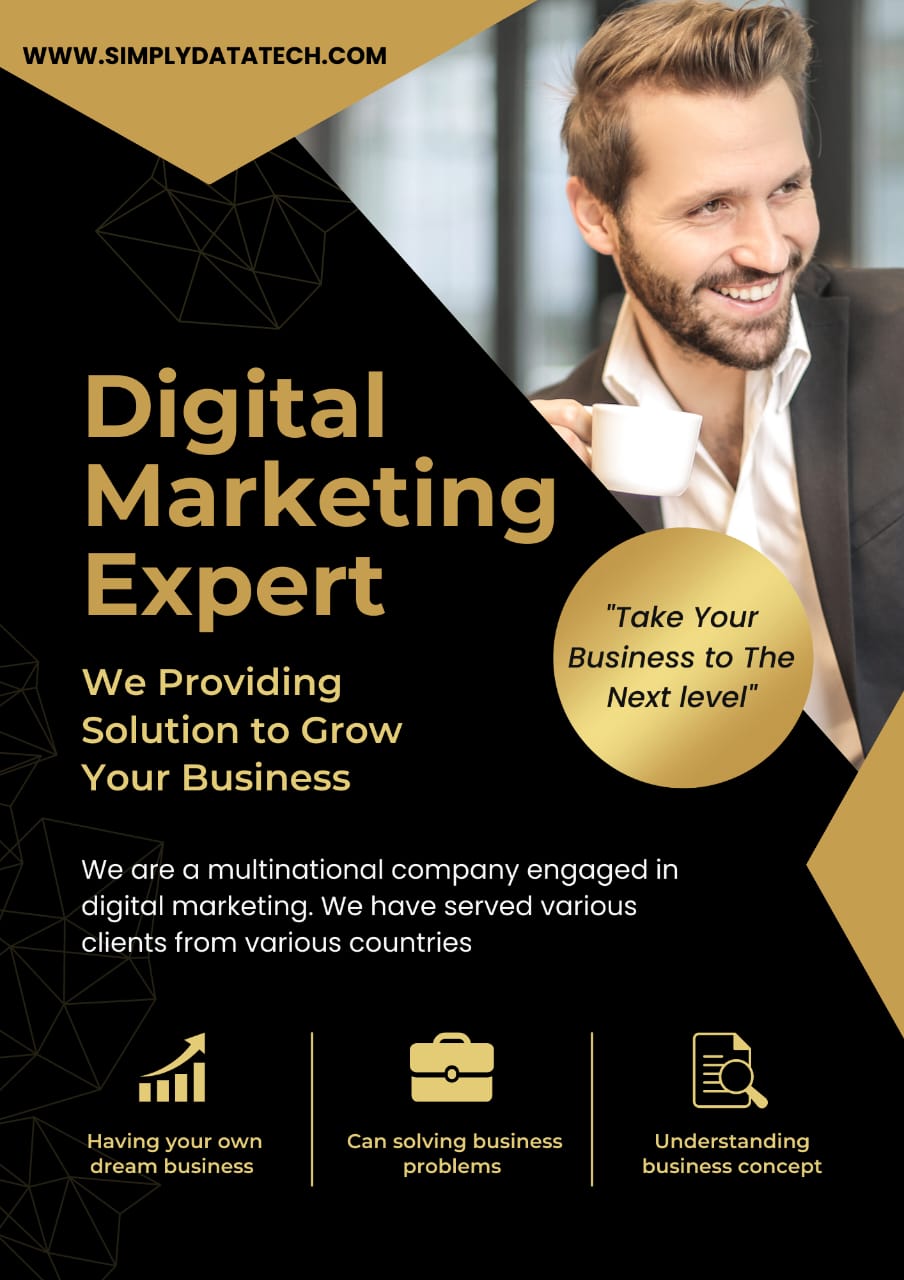 WWW.SIMPLYDATATECH.COM
Digital
Marketing
Expert
"Take Your
Business to The
Next level"
We Providing
Solution to Grow
Your Business
We are a multinational company engaged in
digital marketing. We have served various
clients from various countries
Having your own
dream business
Can solving business
problems
Understanding
business concept